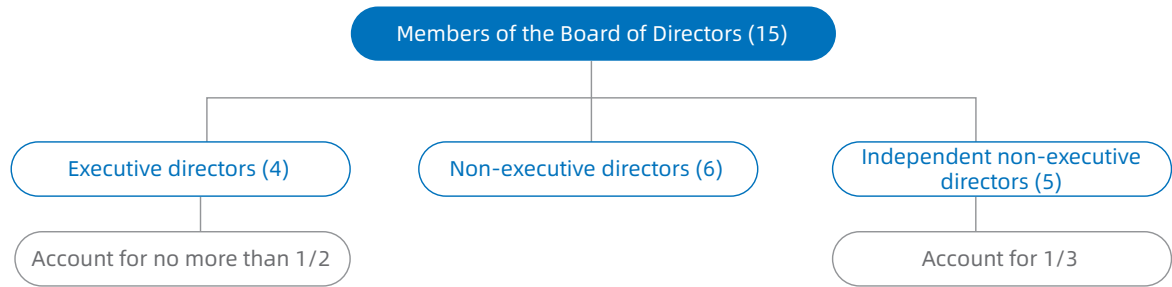 Members of the Board of Directors (15)
Executive directors (4)
Non-executive directors (6)
Independent non-executive
directors (5)
Account for no more than 1/2
Account for 1/3